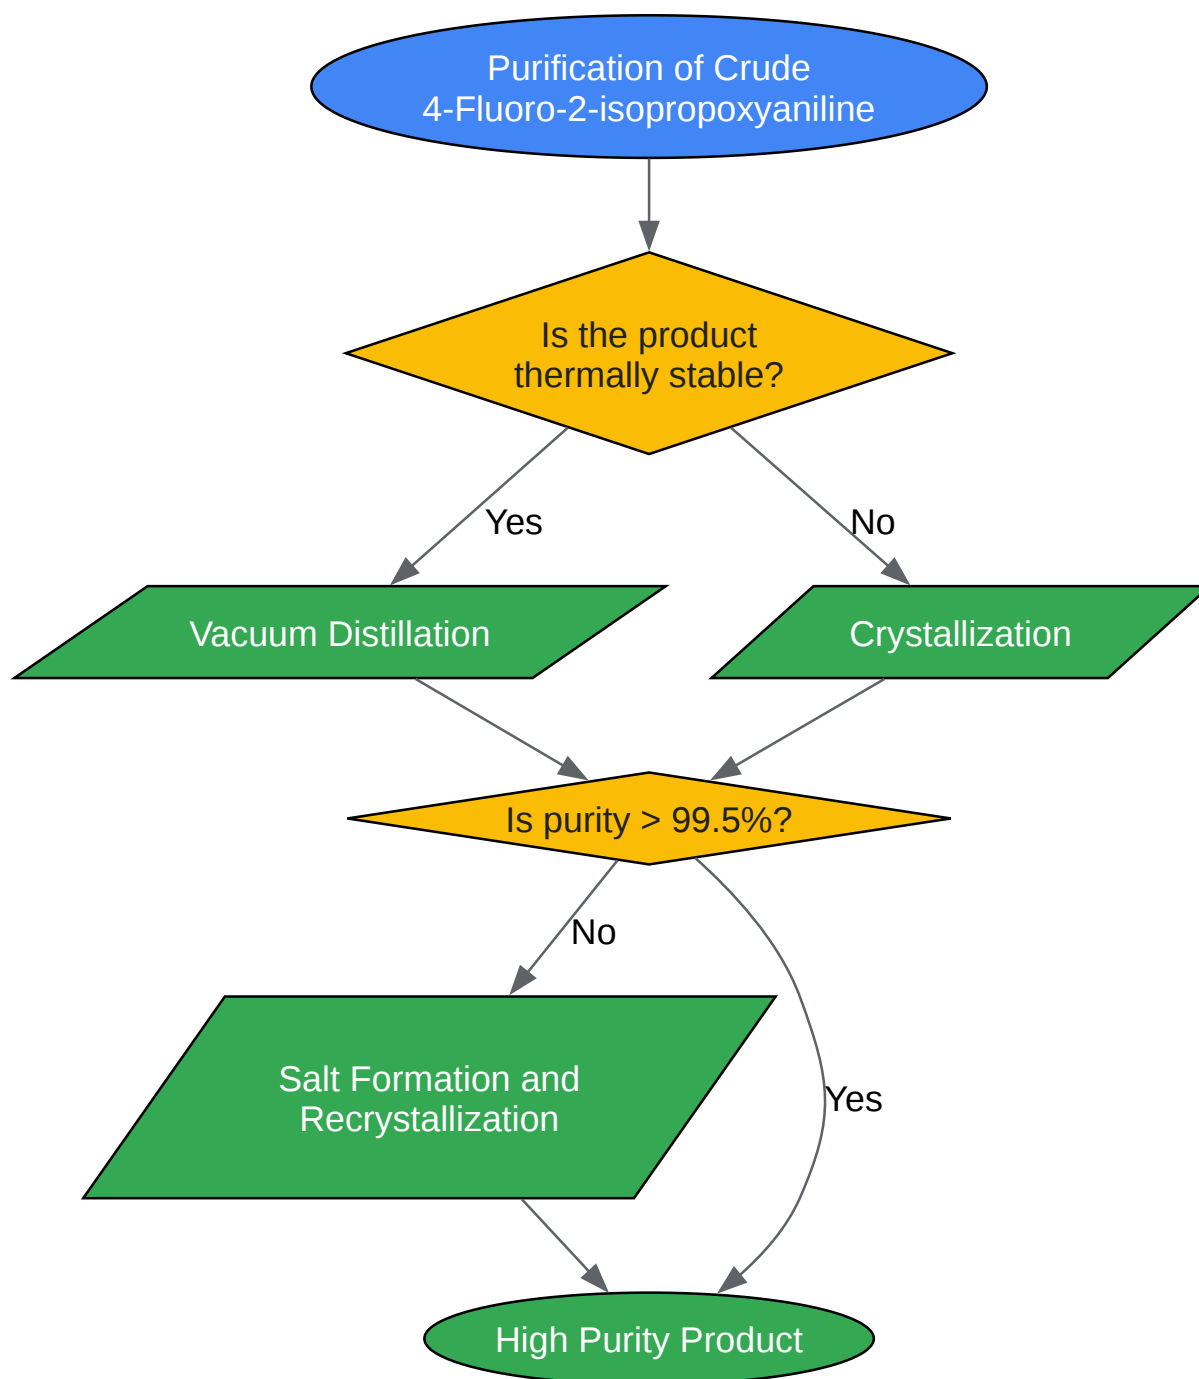 Purification of Crude
4-Fluoro-2-isopropoxyaniline
Is the product
thermally stable?
Yes
No
Vacuum Distillation
Crystallization
Is purity > 99.5%?
No
Salt Formation and
Recrystallization
Yes
High Purity Product